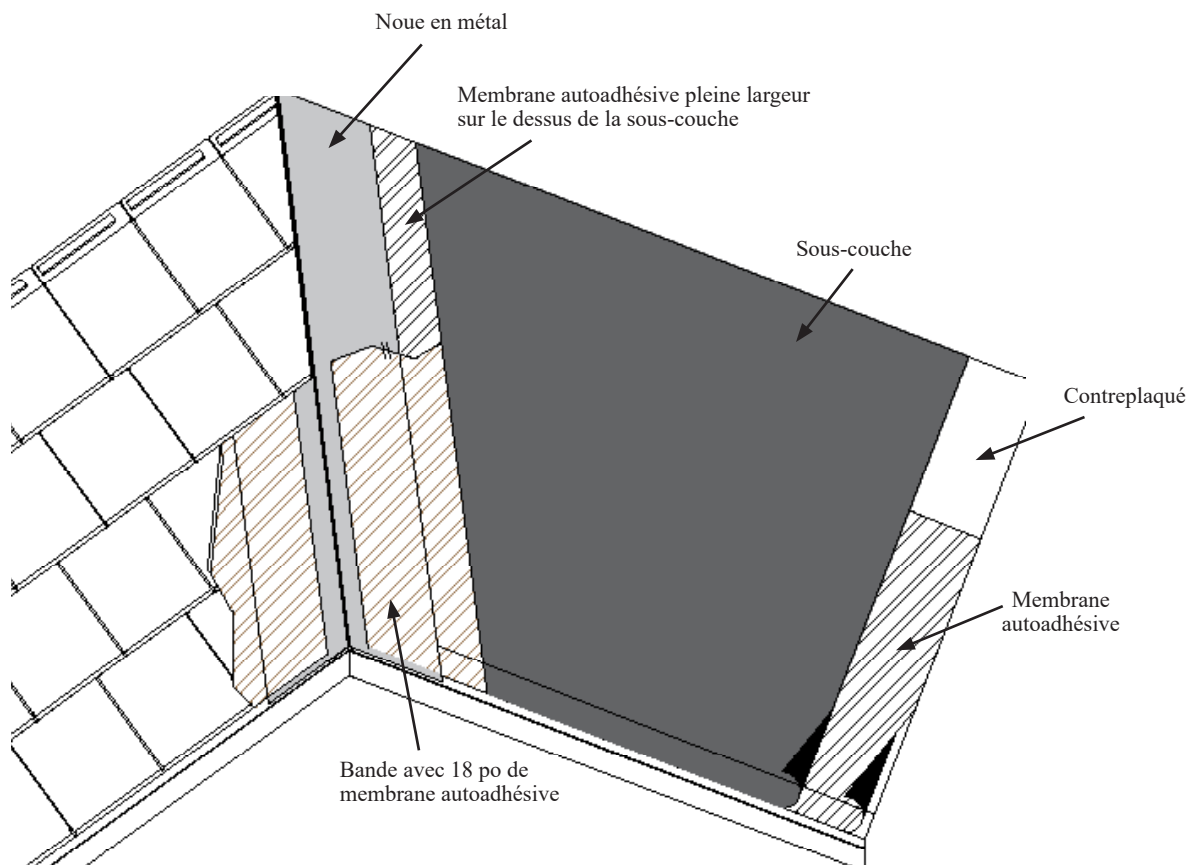 Noue en métal
Membrane autoadhésive pleine largeur
sur le dessus de la sous-couche
Sous-couche
Contreplaqué
Membrane
autoadhésive
Bande avec 18 po de
membrane autoadhésive